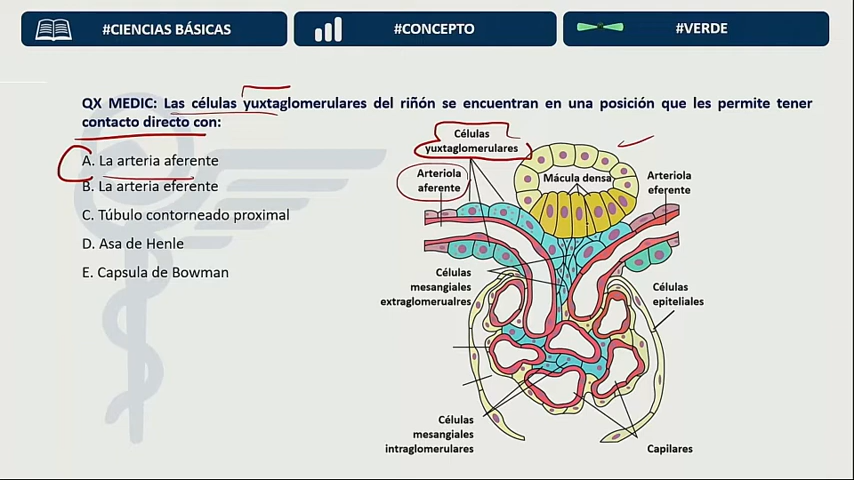 #CIENCIAS BÁSICAS
#CONCEPTO
#VERDE
QX MEDIC: Las células yuxtaglomerulares del riñón se encuentran en una posición que les permite tener
contacto directo con:
A. La arteria aferente
B. La arteria eferente
C. Túbulo contorneado proximal
D. Asa de Henle
E. Capsula de Bowman
Células
yuxtaglomerulares
Arteriola
aferente
Mácula densa
Arteriola
eferente
Células
mesangiales
extraglomerualres
Células
epiteliales
Células
mesangiales
intraglomerulares
Capilares